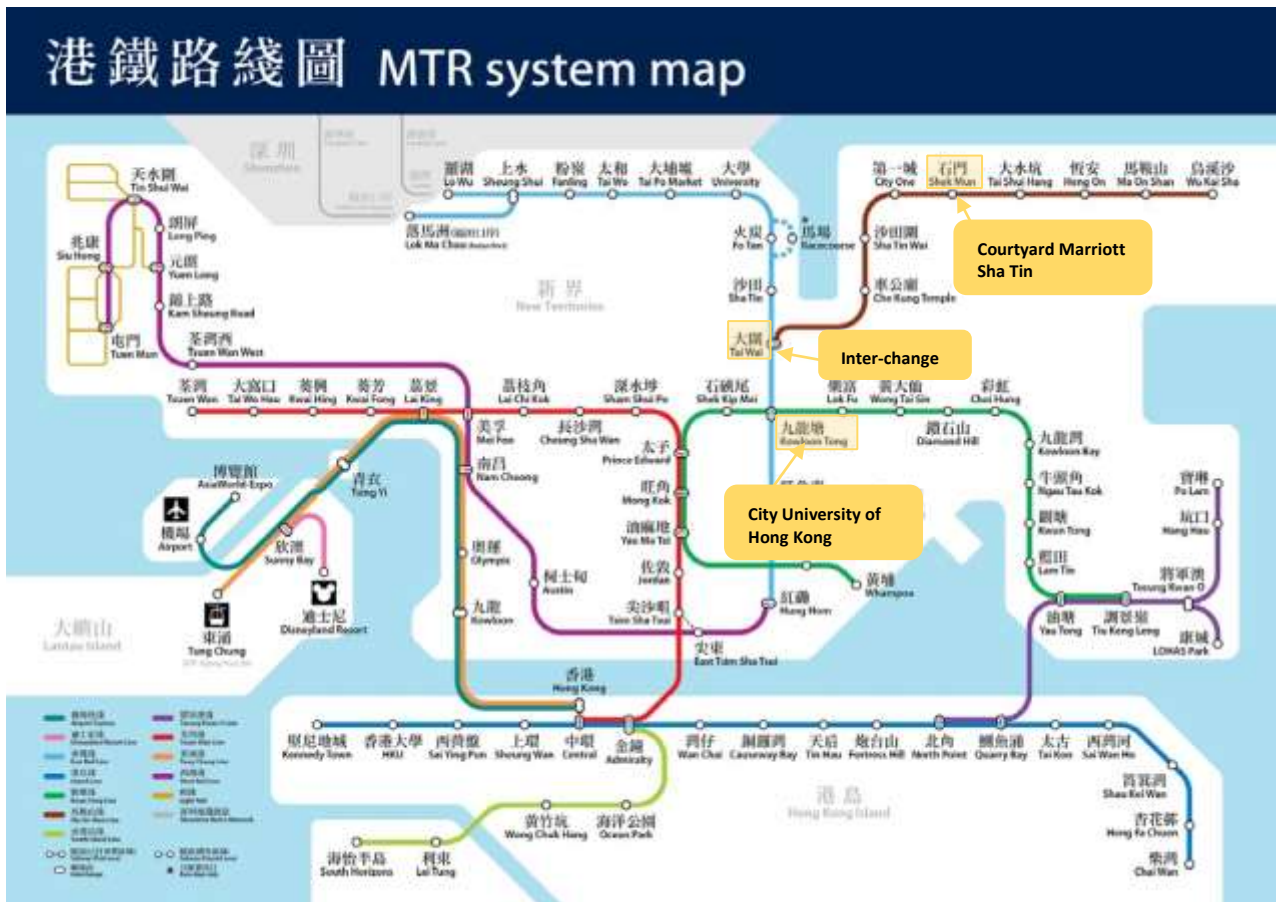 港鐵路綫圖 MTR system map
深圳
天水圍
Tin Shui Wai
朗屏
Long Ping
兆康
Siu Hong
元朗
Yuen Long
錦上路
Kam Sheung Road
屯門
Tuen Mun
荃灣西
Tsuen Wan West
羅湖
Lo Wu
上水
Sheung Shui
粉嶺
Fanling
太和
Tai Wo
大埔墟
Tai Po Market
大學
University
落馬洲
Lok Ma Chau
火炭
Fo Tan
馬場
Racecourse
沙田
Sha Tin
新界
New Territories
大圍
Tai Wai
第一城
City One
石門
Shek Mun
大水坑
Tai Shui Hang
恆安
Heng On
馬鞍山
Ma On Shan
烏溪沙
Wu Kai Sha
沙田圍
Sha Tin Wai
車公廟
Che Kung Temple
Courtyard Marriott
Sha Tin
Inter-change
荃灣
Tsuen Wan
大窩口
Tai Wo Hau
葵興
Kwai Hing
葵芳
Kwai Fong
荔景
Lai King
荔枝角
Lai Chi Kok
深水埗
Sham Shui Po
石硤尾
Shek Kip Mei
樂富
Lok Fu
黃大仙
Wong Tai Sin
彩虹
Choi Hung
美孚
Mei Foo
長沙灣
Cheung Sha Wan
太子
Prince Edward
九龍塘
Kowloon Tong
鑽石山
Diamond Hill
九龍灣
Kowloon Bay
南昌
Nam Cheong
旺角
Mong Kok
牛頭角
Ngau Tau Kok
寶琳
Po Lam
博覽館
AsiaWorld-Expo
青衣
Tsing Yi
City University of
Hong Kong
機場
Airport
欣澳
Sunny Bay
油麻地
Yau Ma Tei
觀塘
Kwun Tong
坑口
Hang Hau
奧運
Olympic
柯士甸
Austin
佐敦
Jordan
黃埔
Whampoa
藍田
Lam Tin
將軍澳
Tseung Kwan O
東涌
Tung Chung
迪士尼
Disneyland Resort
九龍
Kowloon
尖沙咀
Tsim Sha Tsui
紅磡
Hung Hom
油塘
Yau Tong
調景嶺
Tiu Keng Leng
康城
LOHAS Park
大嶼山
Lantau Island
尖東
East Tsim Sha Tsui
香港
Hong Kong
堅尼地城
Kennedy Town
香港大學
HKU
西營盤
Sai Ying Pun
上環
Sheung Wan
中環
Central
金鐘
Admiralty
灣仔
Wan Chai
銅鑼灣
Causeway Bay
天后
Tin Hau
炮台山
Fortress Hill
北角
North Point
鰂魚涌
Quarry Bay
太古
Tai Koo
西灣河
Sai Wan Ho
筲箕灣
Shau Kei Wan
杏花邨
Heng Fa Chuen
柴灣
Chai Wan
港島
Hong Kong Island
黃竹坑
Wong Chuk Hang
海洋公園
Ocean Park
海怡半島
South Horizons
利東
Lei Tung